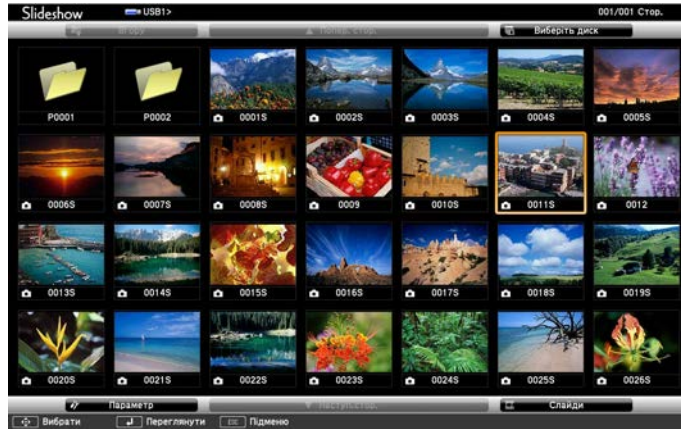 Slideshow USB1> 001/001 Стор.
Вгору ▲ Попер. стор. Виберіть диск
P0001 P0002 0001S 0002S 0003S 0004S 0005S
0006S 0007S 0008S 0009 0010S 0011S 0012
0013S 0014S 0015S 0016S 0017S 0018S 0019S
0020S 0021S 0022S 0023S 0024S 0025S 0026S
Параметр ▼ Наступ.стор. Слайди
Вибрати Переглянути Esc Підменю